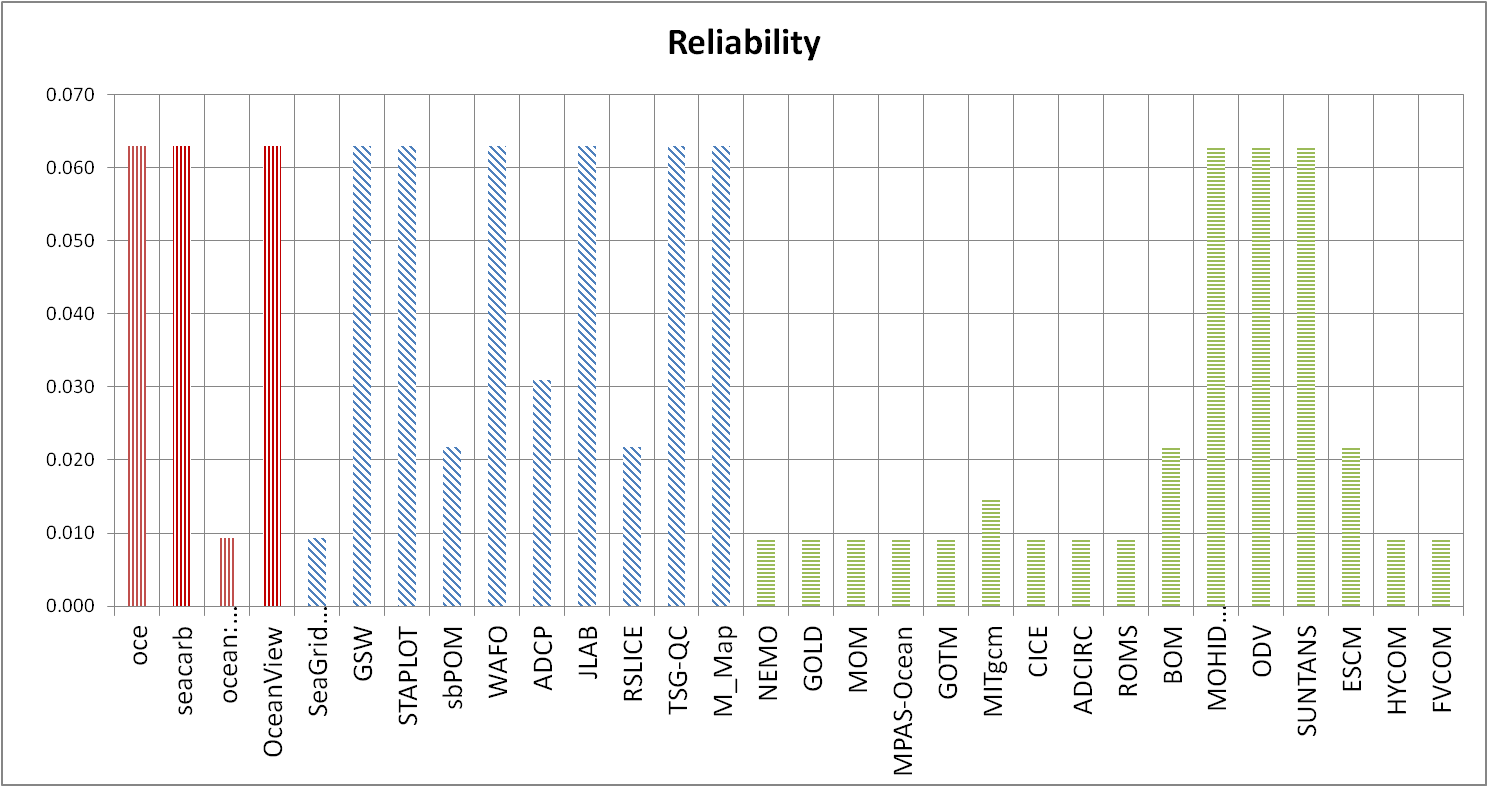 Reliability
0.070
0.060
0.050
0.040
0.030
0.020
0.010
0.000
oce
seacarb
ocean:...
OceanView
SeaGrid...
GSW
STAPLOT
sbPOM
WAFO
ADCP
JLAB
RSLICE
TSG-QC
M_Map
NEMO
GOLD
MOM
MPAS-Ocean
GOTM
MITgcm
CICE
ADCIRC
ROMS
BOM
MOHID...
ODV
SUNTANS
ESCM
HYCOM
FVCOM